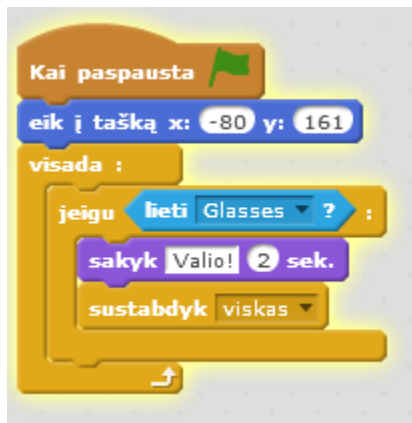 Kai paspausta
eik į tašką x: -80 y: 161
visada :
jeigu lieti Glasses ? :
sakyk Valio! 2 sek.
sustabdyk viskas